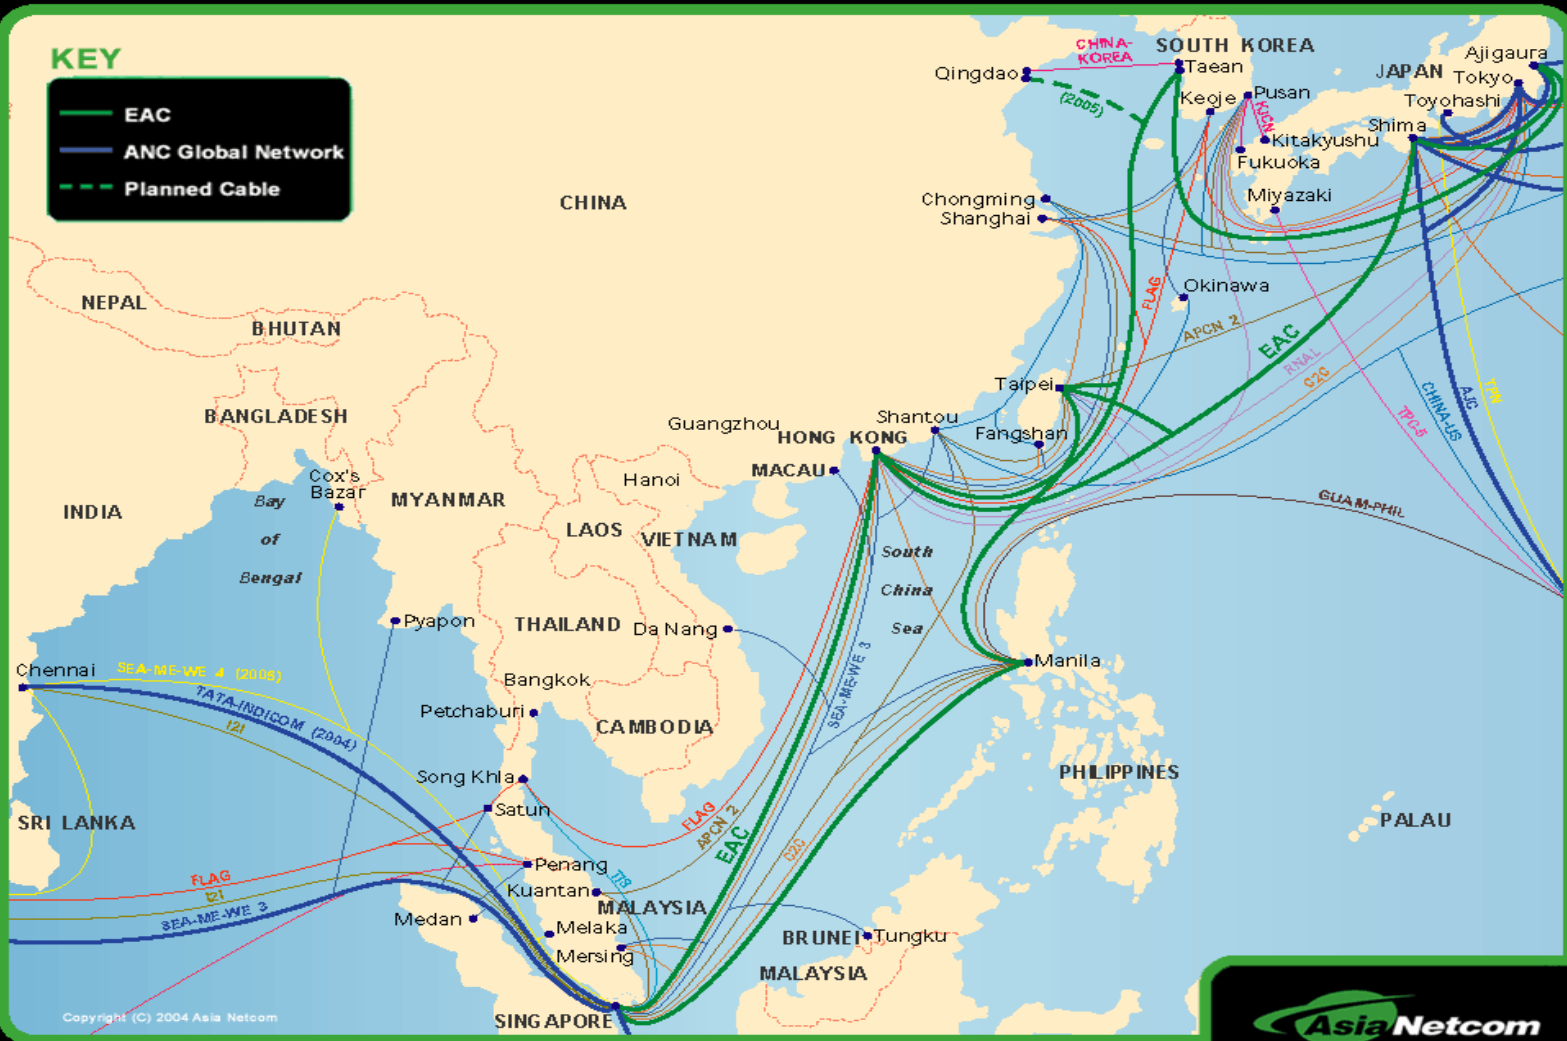 KEY
EAC
ANC Global Network
Planned Cable
CHINA-
KOREA
SOUTH KOREA
Ajigaura
Qingdao
Taean
JAPAN
Tokyo
(2005)
Keoje
Pusan
Toyohashi
KJCN
Shima
Kitakyushu
Fukuoka
CHINA
Chongming
Miyazaki
Shanghai
NEPAL
BHUTAN
FLAG
Okinawa
APCN 2
EAC
RNAL
C2C
Taipei
TPC-5
CHINA-US
AJC
TPN
BANGLADESH
Guangzhou
Shantou
HONG KONG
Fangshan
Cox's
Bazar
Hanoi
MACAU
INDIA
Bay
of
Bengal
MYANMAR
LAOS
VIETNAM
GUAM-PHIL
South
China
Sea
Pyapon
THAILAND
Da Nang
Chennai
SEA-ME-WE 4 (2005)
TATA-INDICOM (2004)
I2I
Bangkok
SEA-ME-WE 3
Manila
Petchaburi
CAMBODIA
Song Khla
PHILIPPINES
Satun
SRI LANKA
FLAG
APCN 2
EAC
C2C
PALAU
Penang
FLAG
I2I
TIS
Kuantan
SEA-ME-WE 3
MALAYSIA
Medan
Melaka
BRUNEI
Tungku
Mersing
MALAYSIA
Copyright (C) 2004 Asia Netcom
SINGAPORE
Asia Netcom